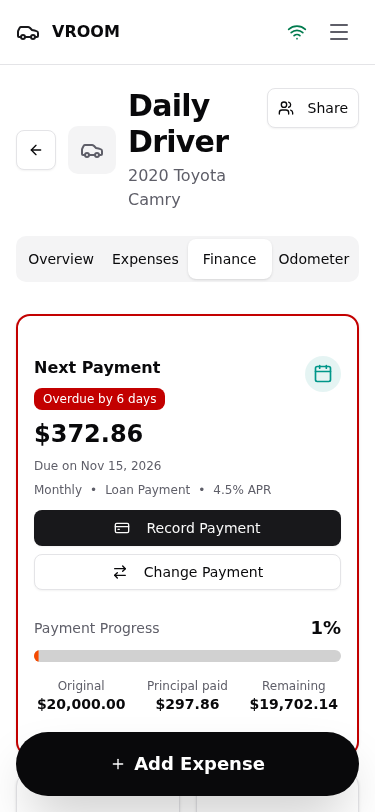 VROOM
Daily
Driver
2020 Toyota
Camry
Share
Overview Expenses Finance Odometer
Next Payment
Overdue by 6 days
$372.86
Due on Nov 15, 2026
Monthly • Loan Payment • 4.5% APR
Record Payment
Change Payment
Payment Progress 1%
Original Principal paid Remaining
$20,000.00 $297.86 $19,702.14
+ Add Expense